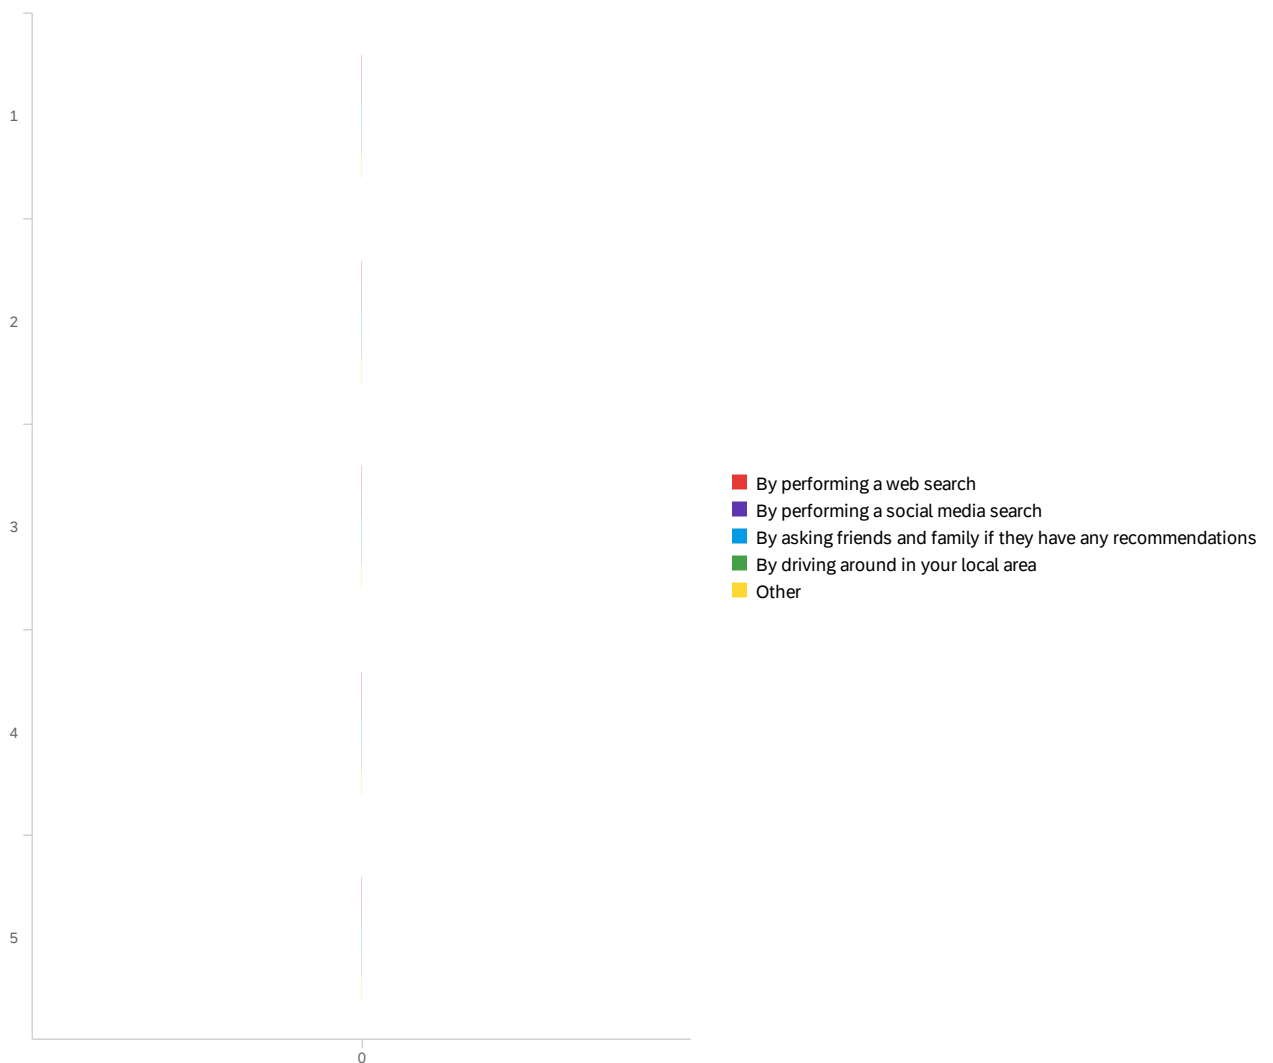 1
2
3
4
5
0
By performing a web search
By performing a social media search
By asking friends and family if they have any recommendations
By driving around in your local area
Other